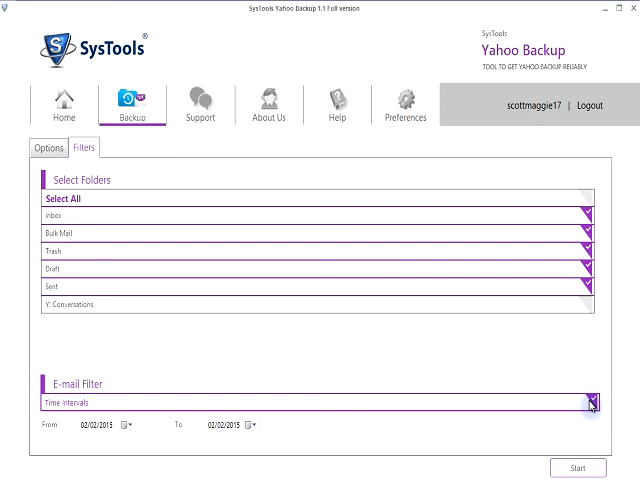 SysTools Yahoo Backup 1.1 Full version
SysTools®
SysTools
Yahoo Backup
TOOL TO GET YAHOO BACKUP RELIABLY
Home
Backup
Support
About Us
Help
Preferences
scottmaggie17 | Logout
Options
Filters
Select Folders
Select All
Inbox
Bulk Mail
Trash
Draft
Sent
Y! Conversations
E-mail Filter
Time Intervals
From 02/02/2015 To 02/02/2015
Start